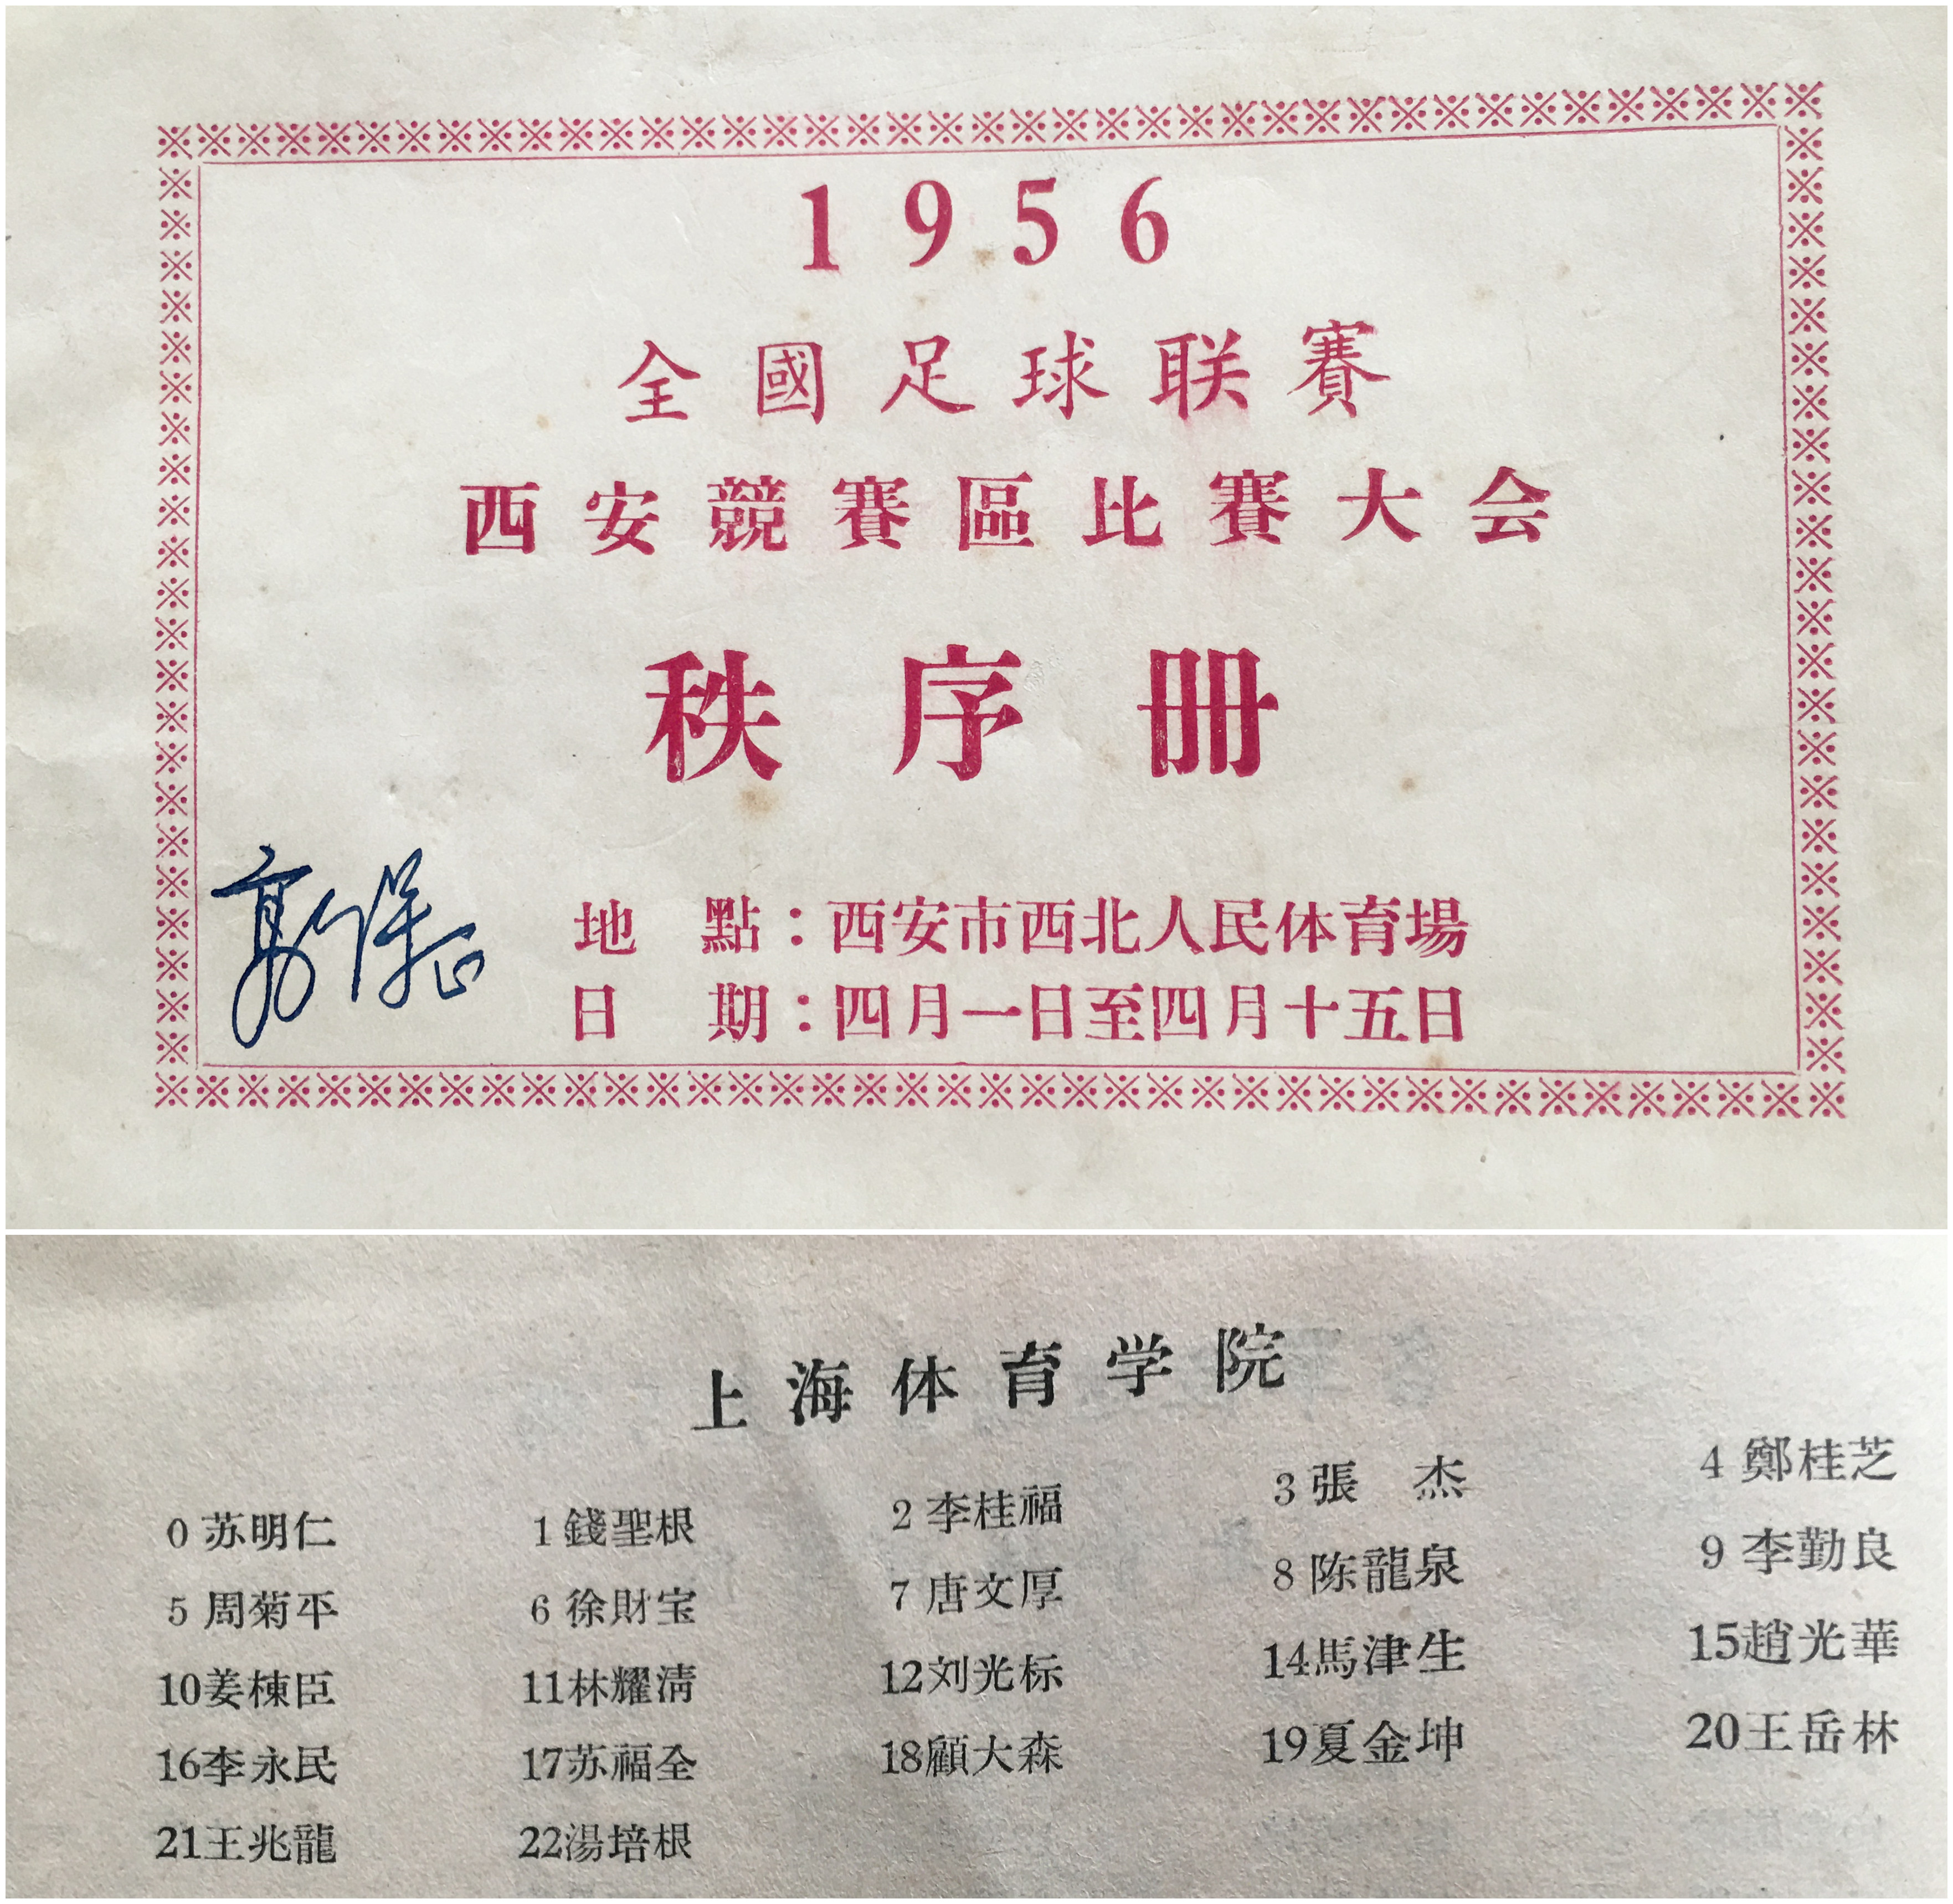 1956
全國足球联賽
西安競賽區比賽大会
秩序冊
地 點：西安市西北人民体育場
日 期：四月一日至四月十五日
上海体育学院
0 苏明仁 1 錢聖根 2 李桂福 3 張 杰 4 鄭桂芝
5 周菊平 6 徐財宝 7 唐文厚 8 陈龍泉 9 李勤良
10姜棟臣 11林耀淸 12刘光标 14馬津生 15趙光華
16李永民 17苏福全 18顧大森 19夏金坤 20王岳林
21王兆龍 22湯培根